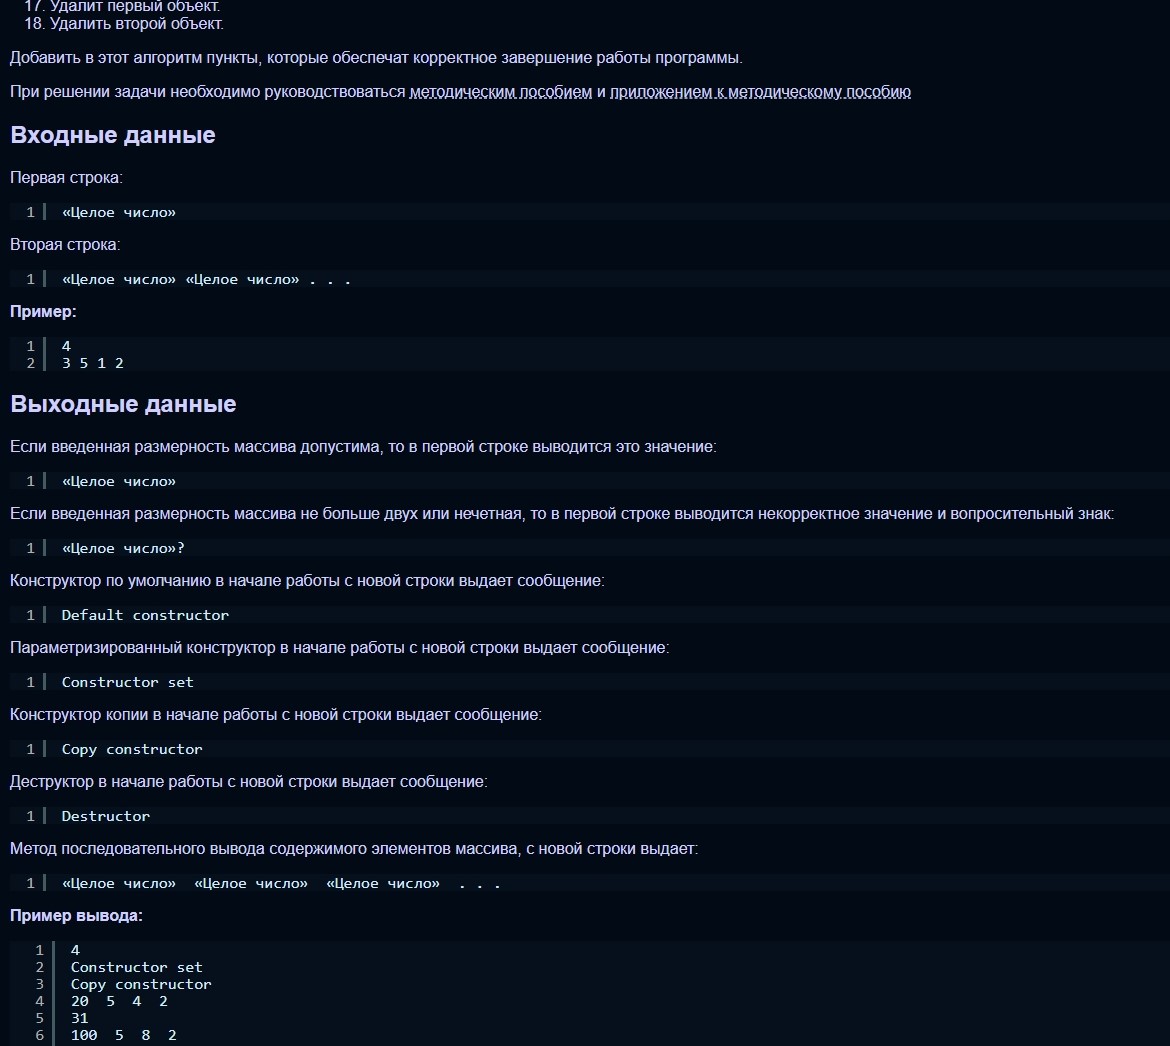 17. Удалит первый объект.
18. Удалить второй объект.
Добавить в этот алгоритм пункты, которые обеспечат корректное завершение работы программы.
При решении задачи необходимо руководствоваться методическим пособием и приложением к методическому пособию
Входные данные
Первая строка:
1 «Целое число»
Вторая строка:
1 «Целое число» «Целое число» . . .
Пример:
1 4
2 3 5 1 2
Выходные данные
Если введенная размерность массива допустима, то в первой строке выводится это значение:
1 «Целое число»
Если введенная размерность массива не больше двух или нечетная, то в первой строке выводится некорректное значение и вопросительный знак:
1 «Целое число»?
Конструктор по умолчанию в начале работы с новой строки выдает сообщение:
1 Default constructor
Параметризированный конструктор в начале работы с новой строки выдает сообщение:
1 Constructor set
Конструктор копии в начале работы с новой строки выдает сообщение:
1 Copy constructor
Деструктор в начале работы с новой строки выдает сообщение:
1 Destructor
Метод последовательного вывода содержимого элементов массива, с новой строки выдает:
1 «Целое число» «Целое число» «Целое число» . . .
Пример вывода:
1 4
2 Constructor set
3 Copy constructor
4 20 5 4 2
5 31
6 100 5 8 2